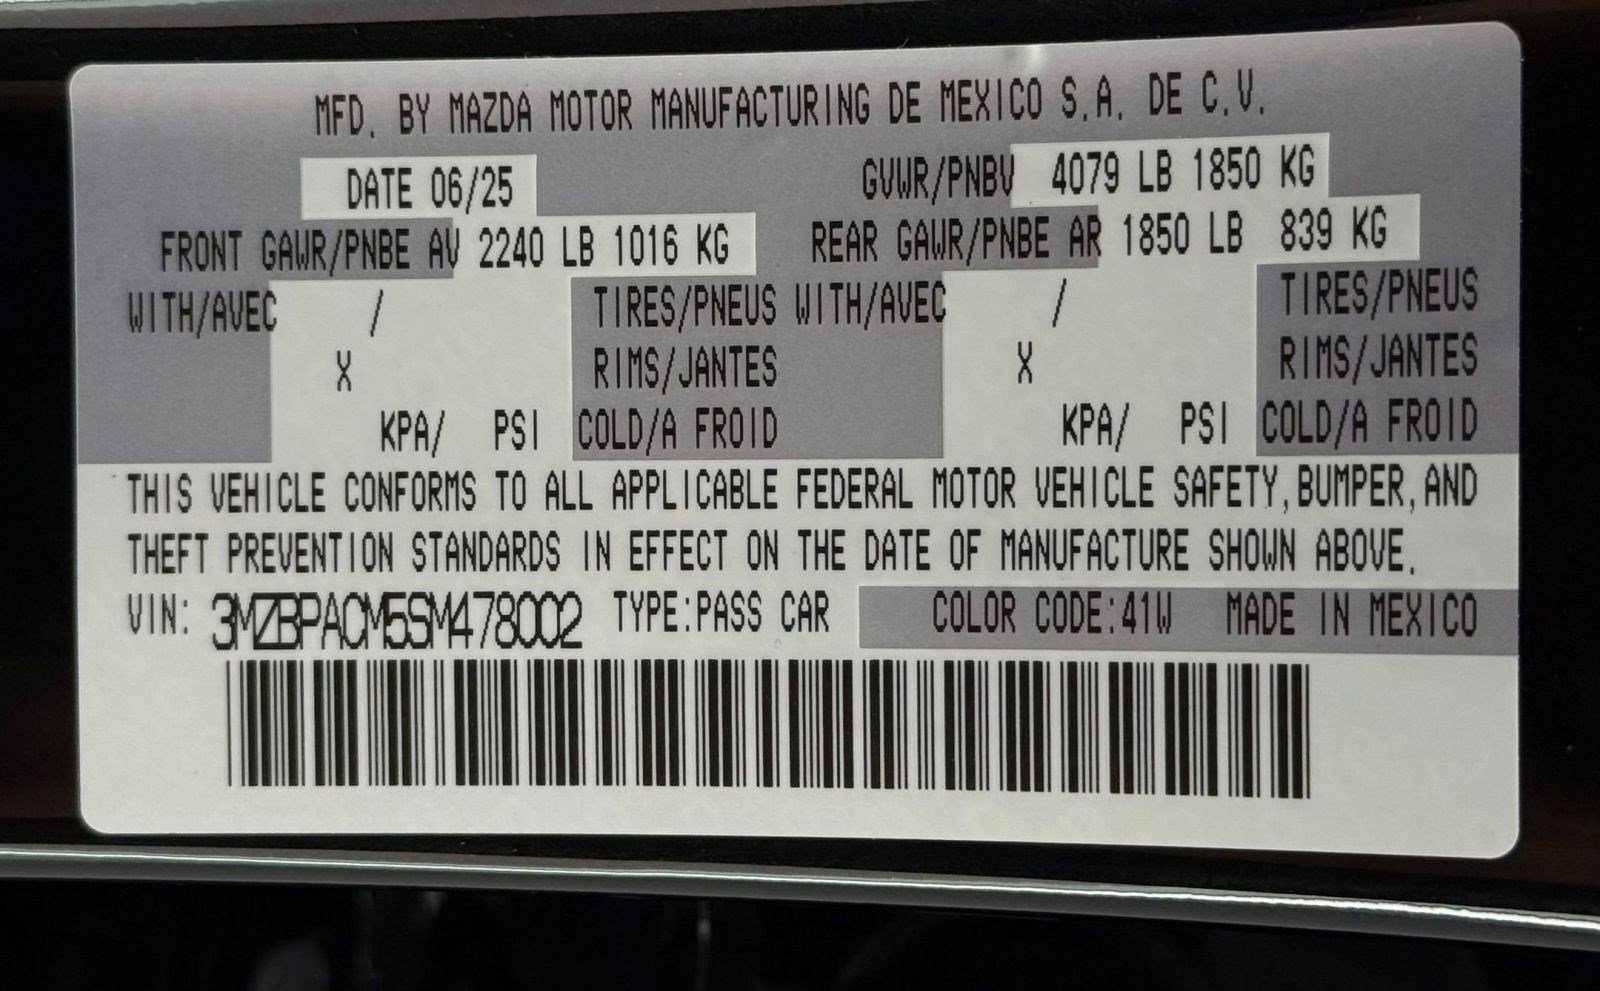 MFD. BY MAZDA MOTOR MANUFACTURING DE MEXICO S.A. DE C.V.
DATE 06/25 GVWR/PNBV 4079 LB 1850 KG
FRONT GAWR/PNBE AV 2240 LB 1016 KG REAR GAWR/PNBE AR 1850 LB 839 KG
WITH/AVEC / TIRES/PNEUS WITH/AVEC / TIRES/PNEUS
X RIMS/JANTES X RIMS/JANTES
KPA/ PSI COLD/A FROID KPA/ PSI COLD/A FROID
THIS VEHICLE CONFORMS TO ALL APPLICABLE FEDERAL MOTOR VEHICLE SAFETY,BUMPER,AND
THEFT PREVENTION STANDARDS IN EFFECT ON THE DATE OF MANUFACTURE SHOWN ABOVE.
VIN: 3MZBPACM5SM478002 TYPE:PASS CAR COLOR CODE:41W MADE IN MEXICO